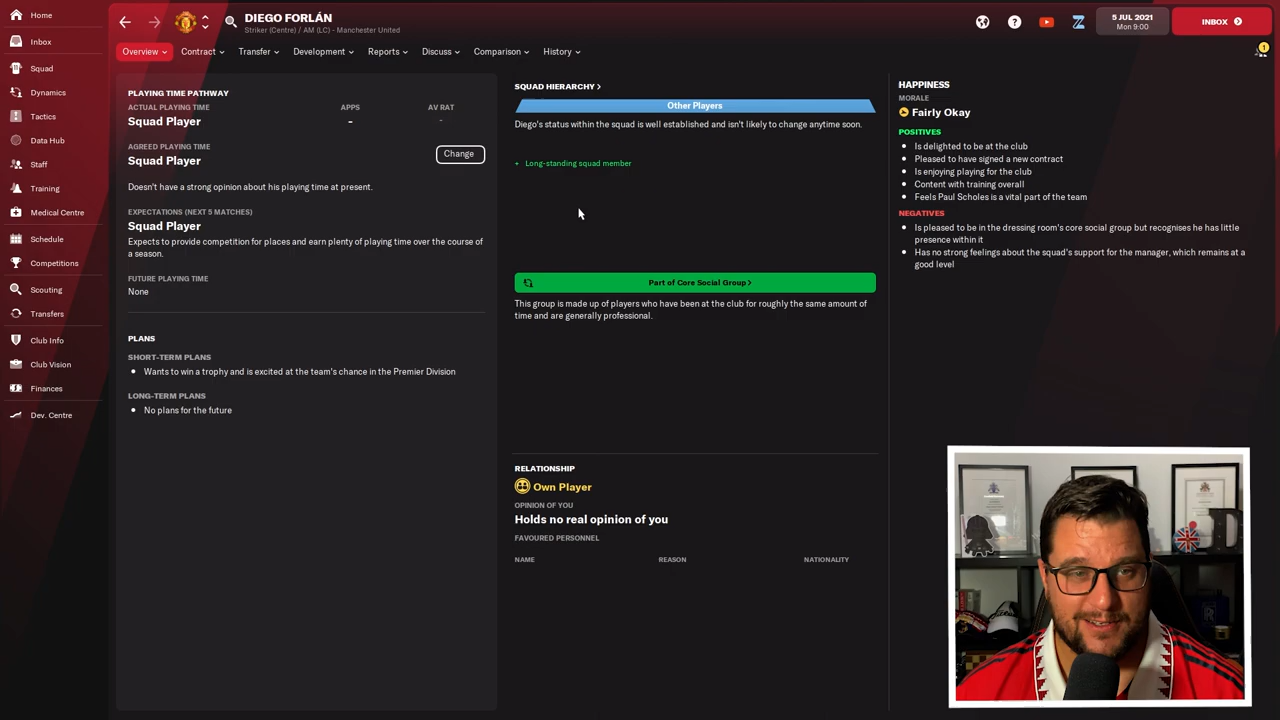 Home
Inbox
Squad
Dynamics
Tactics
Data Hub
Staff
Training
Medical Centre
Schedule
Competitions
Scouting
Transfers
Club Info
Club Vision
Finances
Dev. Centre
DIEGO FORLÁN
Striker (Centre) / AM (LC) - Manchester United
5 JUL 2021
Mon 9:00
INBOX
Overview
Contract
Transfer
Development
Reports
Discuss
Comparison
History
1
PLAYING TIME PATHWAY
ACTUAL PLAYING TIME APPS AV RAT
Squad Player - -
AGREED PLAYING TIME
Squad Player
Change
Doesn't have a strong opinion about his playing time at present.
EXPECTATIONS (NEXT 5 MATCHES)
Squad Player
Expects to provide competition for places and earn plenty of playing time over the course of
a season.
FUTURE PLAYING TIME
None
PLANS
SHORT-TERM PLANS
• Wants to win a trophy and is excited at the team's chance in the Premier Division
LONG-TERM PLANS
• No plans for the future
SQUAD HIERARCHY >
Other Players
Diego's status within the squad is well established and isn't likely to change anytime soon.
+ Long-standing squad member
Part of Core Social Group >
This group is made up of players who have been at the club for roughly the same amount of
time and are generally professional.
RELATIONSHIP
Own Player
OPINION OF YOU
Holds no real opinion of you
FAVOURED PERSONNEL
NAME REASON NATIONALITY
HAPPINESS
MORALE
Fairly Okay
POSITIVES
• Is delighted to be at the club
• Pleased to have signed a new contract
• Is enjoying playing for the club
• Content with training overall
• Feels Paul Scholes is a vital part of the team
NEGATIVES
• Is pleased to be in the dressing room's core social group but recognises he has little
presence within it
• Has no strong feelings about the squad's support for the manager, which remains at a
good level